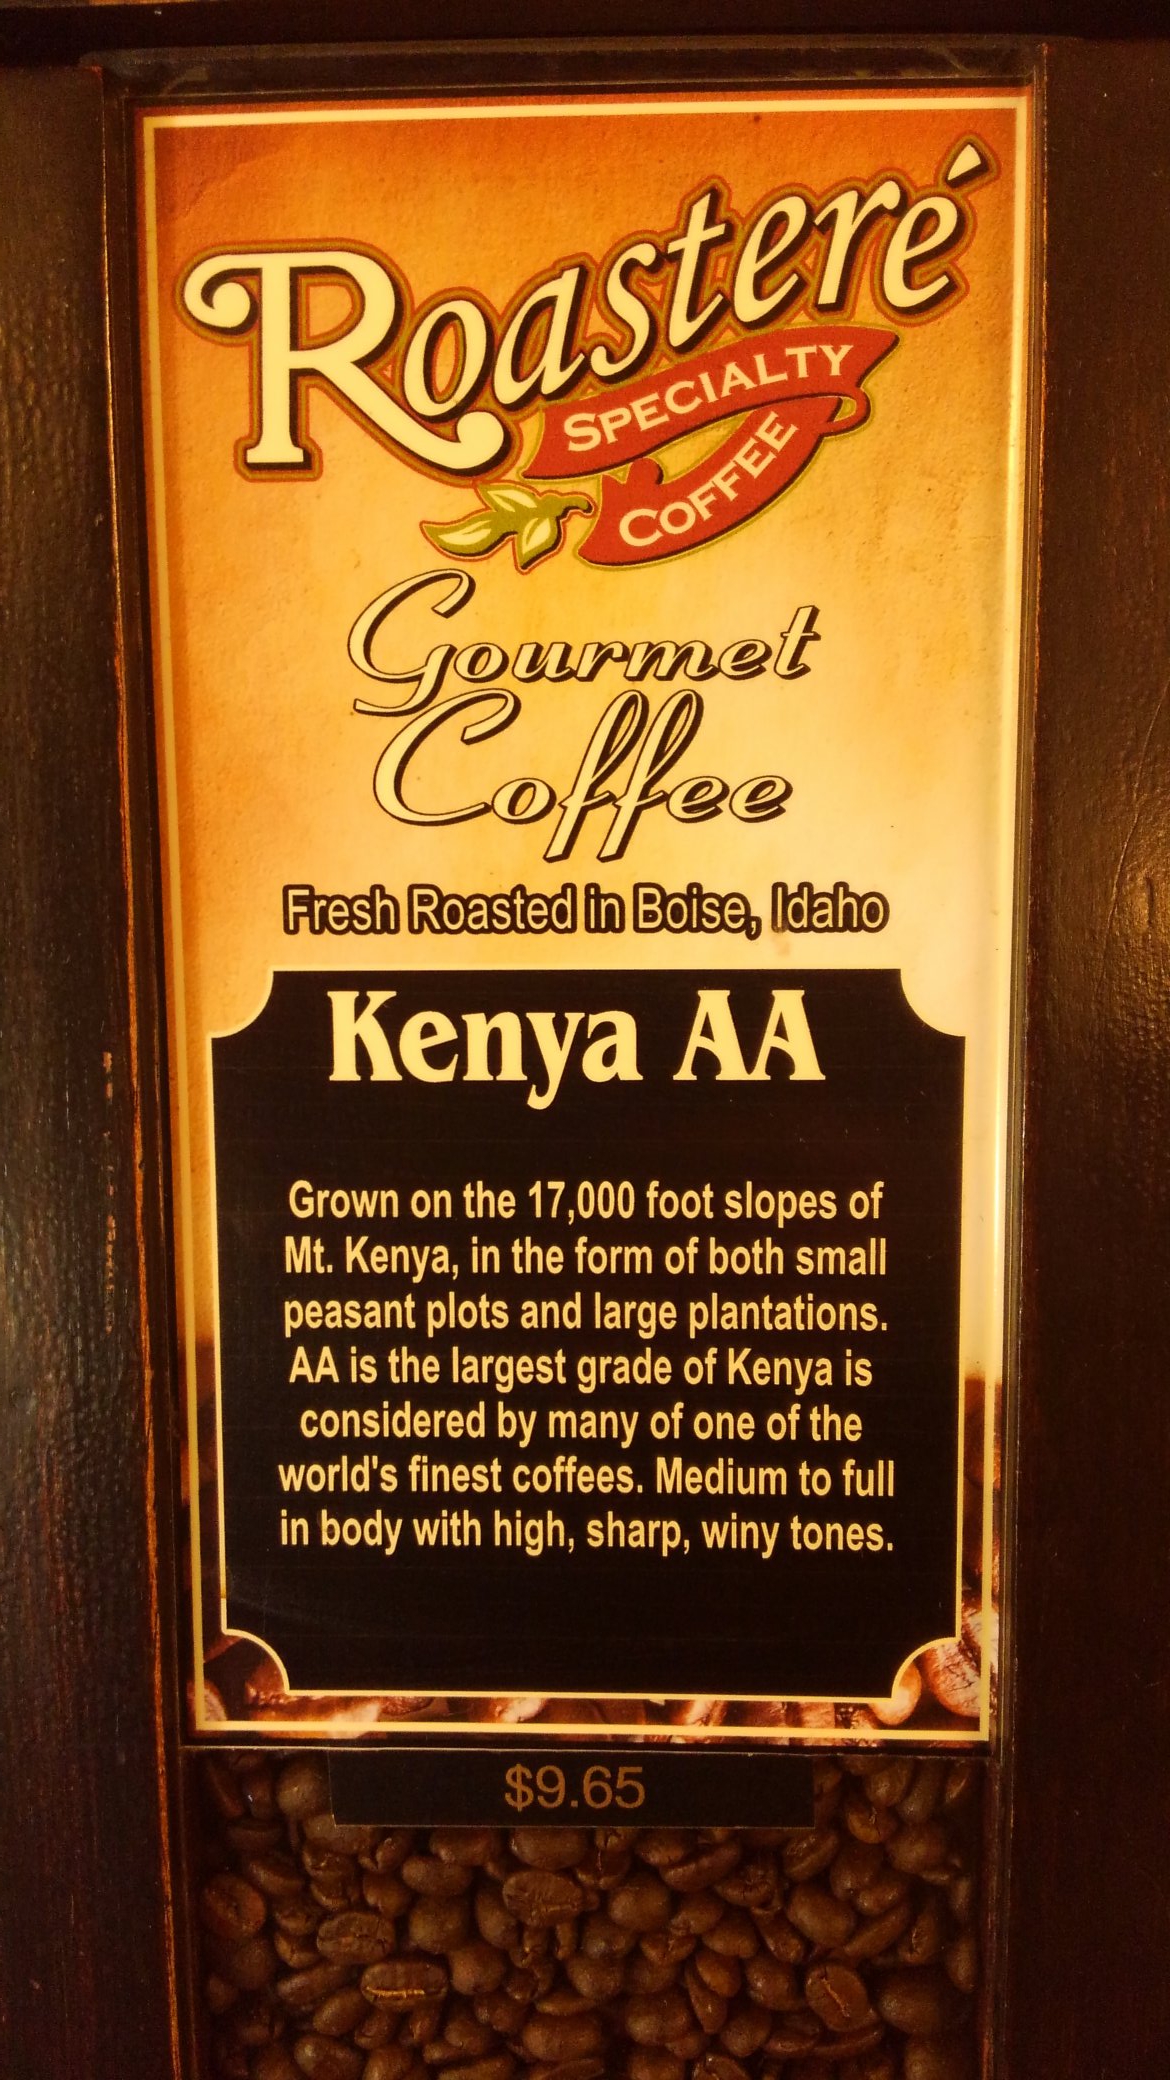 Roasteré
SPECIALTY
COFFEE
Gourmet
Coffee
Fresh Roasted in Boise, Idaho
Kenya AA
Grown on the 17,000 foot slopes of
Mt. Kenya, in the form of both small
peasant plots and large plantations.
AA is the largest grade of Kenya is
considered by many of one of the
world's finest coffees. Medium to full
in body with high, sharp, winy tones.
$9.65